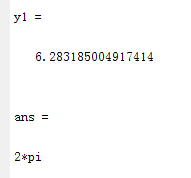 y1 =
6.283185004917414
ans =
2*pi